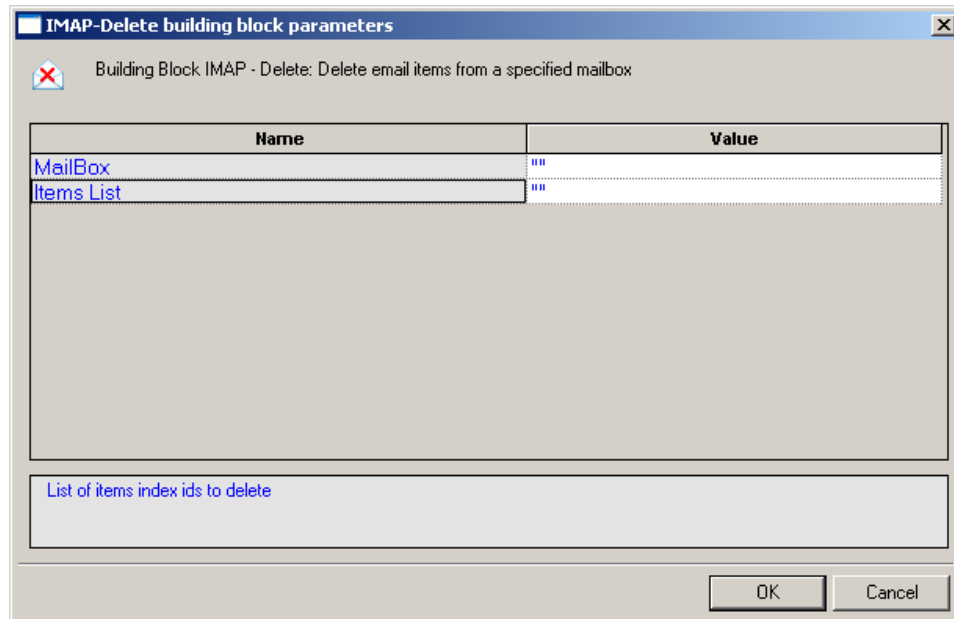 IMAP-Delete building block parameters
Building Block IMAP - Delete: Delete email items from a specified mailbox
Name Value
MailBox ""
Items List ""
List of items index ids to delete
OK Cancel